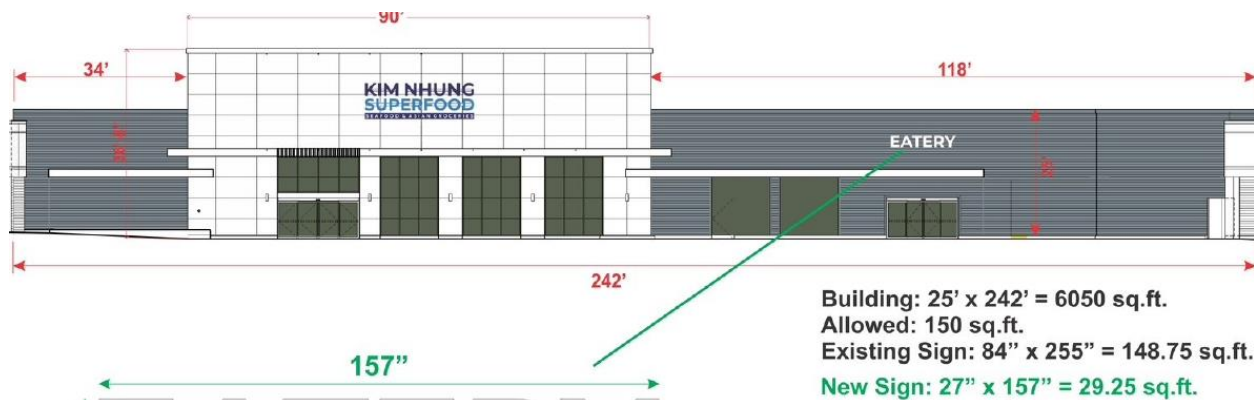 90'
34'
118'
KIM NHUNG
SUPERFOOD
SEAFOOD & ASIAN GROCERIES
EATERY
25'
242'
Building: 25' x 242' = 6050 sq.ft.
Allowed: 150 sq.ft.
Existing Sign: 84” x 255” = 148.75 sq.ft.
157”
New Sign: 27” x 157” = 29.25 sq.ft.